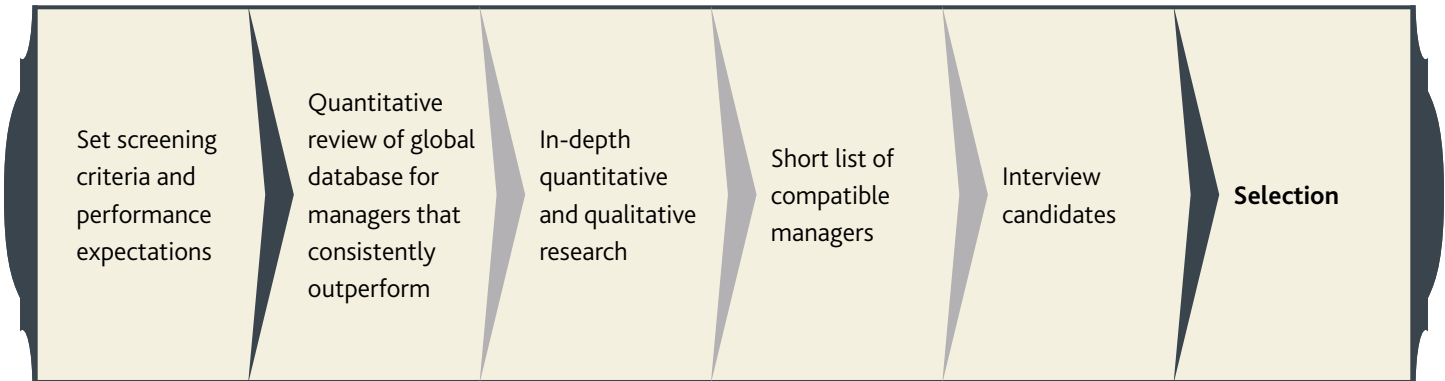 Set screening
criteria and
performance
expectations
Quantitative
review of global
database for
managers that
consistently
outperform
In-depth
quantitative
and qualitative
research
Short list of
compatible
managers
Interview
candidates
Selection